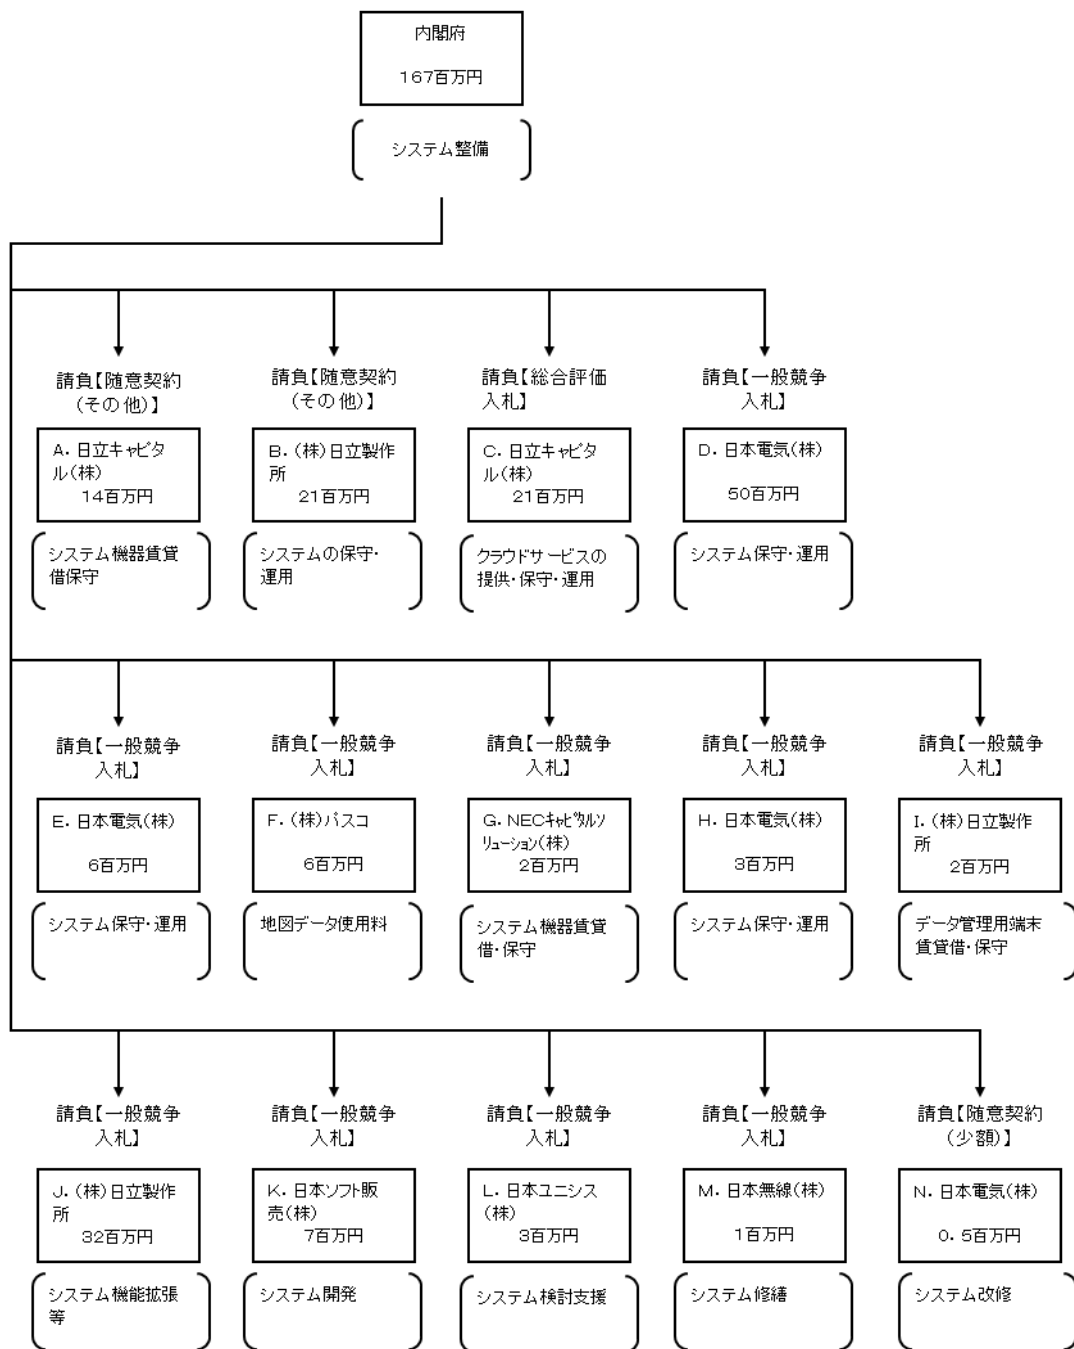 内閣府
167百万円
システム整備
請負【随意契約
(その他)】
請負【随意契約
(その他)】
請負【総合評価
入札】
請負【一般競争
入札】
A. 日立キャピタ
ル(株)
14百万円
B. (株)日立製作
所
21百万円
C. 日立キャピタ
ル(株)
21百万円
D. 日本電気(株)
50百万円
システム機器賃貸
借保守
システムの保守・
運用
クラウドサービスの
提供・保守・運用
システム保守・運用
請負【一般競争
入札】
請負【一般競争
入札】
請負【一般競争
入札】
請負【一般競争
入札】
請負【一般競争
入札】
E. 日本電気(株)
6百万円
F. (株)パスコ
6百万円
G. NECｷｬﾋﾟﾀﾙｿ
ﾘｭｰｼｮﾝ(株)
2百万円
H. 日本電気(株)
3百万円
I. (株)日立製作
所
2百万円
システム保守・運用
地図データ使用料
システム機器賃貸
借・保守
システム保守・運用
データ管理用端末
賃貸借・保守
請負【一般競争
入札】
請負【一般競争
入札】
請負【一般競争
入札】
請負【一般競争
入札】
請負【随意契約
(少額)】
J. (株)日立製作
所
32百万円
K. 日本ソフト販
売(株)
7百万円
L. 日本ユニシス
(株)
3百万円
M. 日本無線(株)
1百万円
N. 日本電気(株)
0. 5百万円
システム機能拡張
等
システム開発
システム検討支援
システム修繕
システム改修